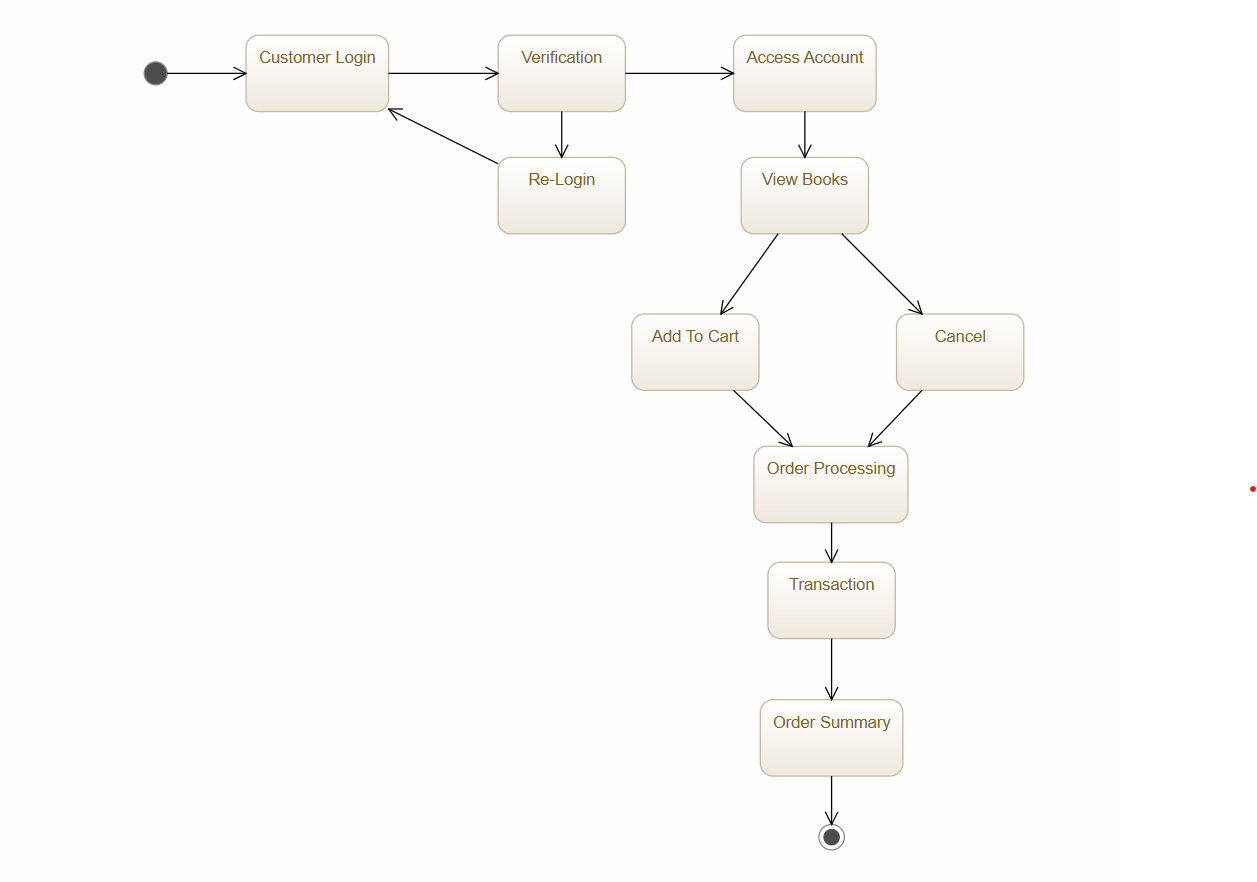 Customer Login
Verification
Access Account
Re-Login
View Books
Add To Cart
Cancel
Order Processing
Transaction
Order Summary